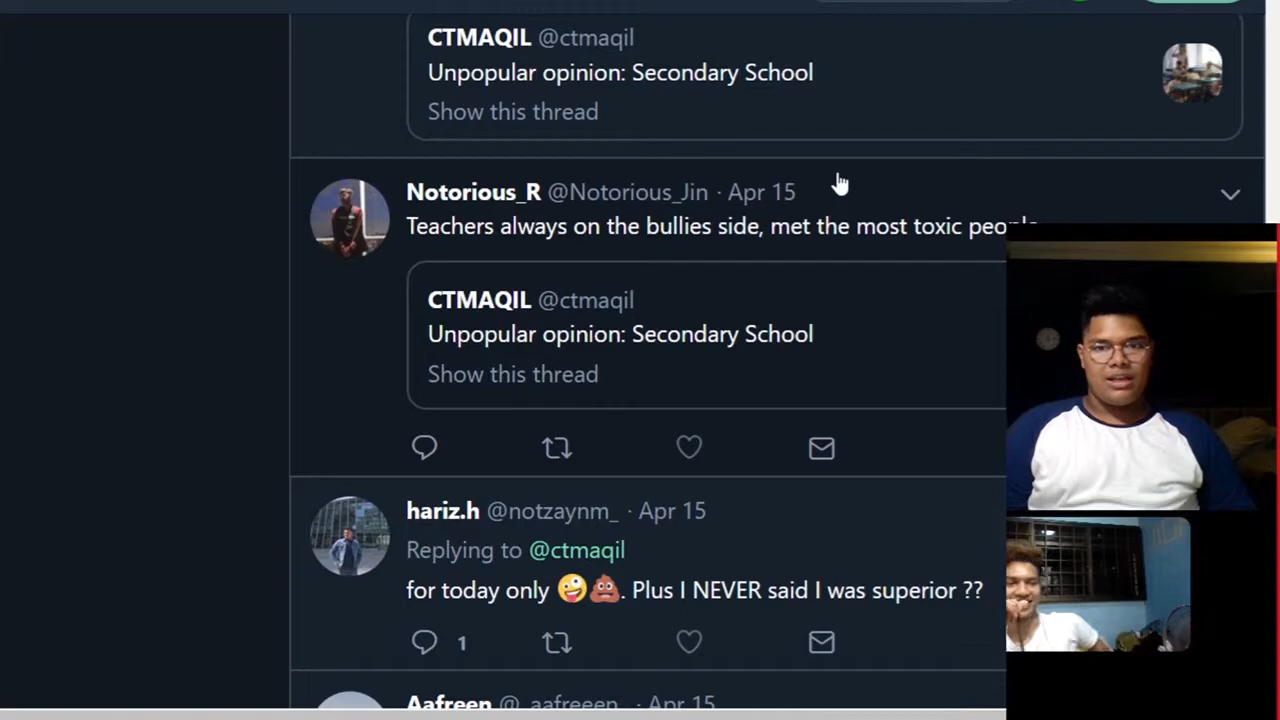 CTMAQIL @ctmaqil
Unpopular opinion: Secondary School
Show this thread
Notorious_R @Notorious_Jin · Apr 15
Teachers always on the bullies side, met the most toxic people
CTMAQIL @ctmaqil
Unpopular opinion: Secondary School
Show this thread
hariz.h @notzaynm_ · Apr 15
Replying to @ctmaqil
for today only 🤪💩. Plus I NEVER said I was superior ??
1
Aafreen @_aafreeen_ · Apr 15